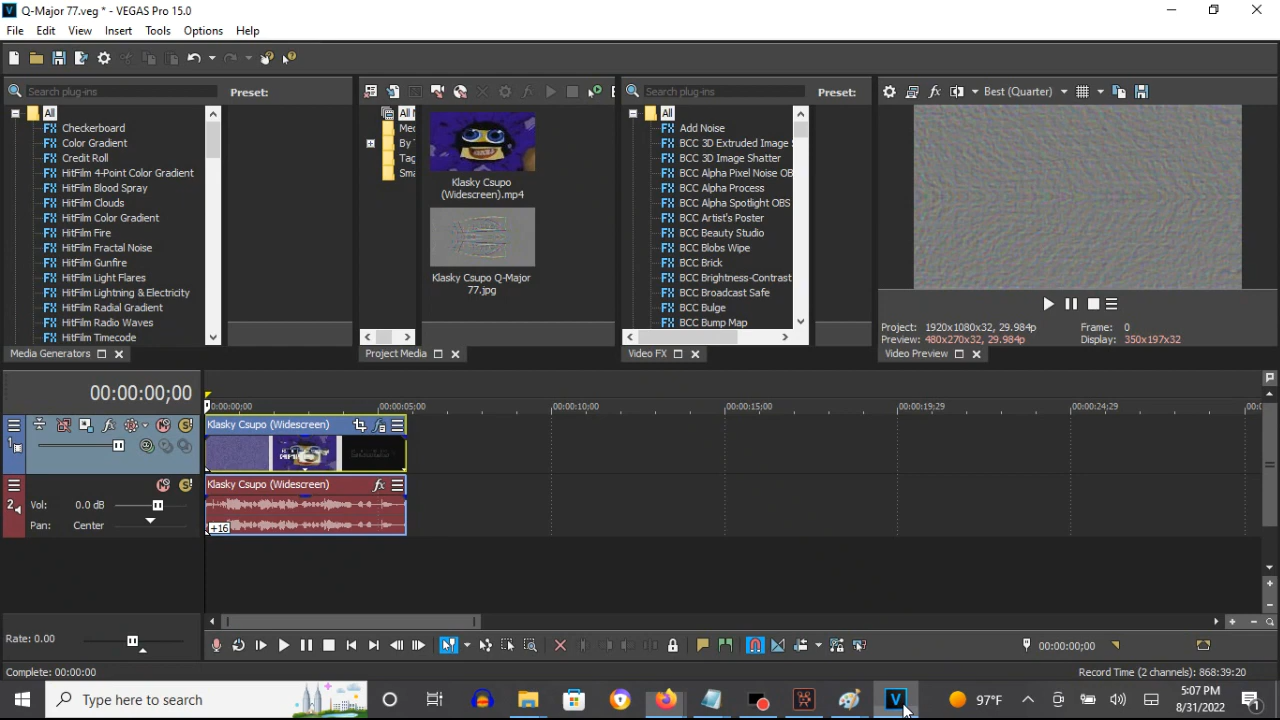 Q-Major 77.veg * - VEGAS Pro 15.0
File Edit View Insert Tools Options Help
Search plug-ins
Preset:
All
Checkerboard
Color Gradient
Credit Roll
HitFilm 4-Point Color Gradient
HitFilm Blood Spray
HitFilm Clouds
HitFilm Color Gradient
HitFilm Fire
HitFilm Fractal Noise
HitFilm Gunfire
HitFilm Light Flares
HitFilm Lightning & Electricity
HitFilm Radial Gradient
HitFilm Radio Waves
HitFilm Timecode
Media Generators
All
Me
By
Tag
Sma
Klasky Csupo
(Widescreen).mp4
Klasky Csupo Q-Major
77.jpg
Project Media
Search plug-ins
Preset:
All
Add Noise
BCC 3D Extruded Image
BCC 3D Image Shatter
BCC Alpha Pixel Noise OB
BCC Alpha Process
BCC Alpha Spotlight OBS
BCC Artist's Poster
BCC Beauty Studio
BCC Blobs Wipe
BCC Brick
BCC Brightness-Contrast
BCC Broadcast Safe
BCC Bulge
BCC Bump Map
Video FX
Best (Quarter)
Project: 1920x1080x32, 29.984p
Frame: 0
Preview: 480x270x32, 29.984p
Display: 350x197x32
Video Preview
00:00:00;00
0:00:00;00
00:00:05;00
00:00:10;00
00:00:15;00
00:00:19;29
00:00:24;29
00:0
1
Klasky Csupo (Widescreen)
2
Vol: 0.0 dB
Pan: Center
Klasky Csupo (Widescreen)
+16
Rate: 0.00
00:00:00;00
Complete: 00:00:00
Record Time (2 channels): 868:39:20
Type here to search
97°F
5:07 PM
8/31/2022
1